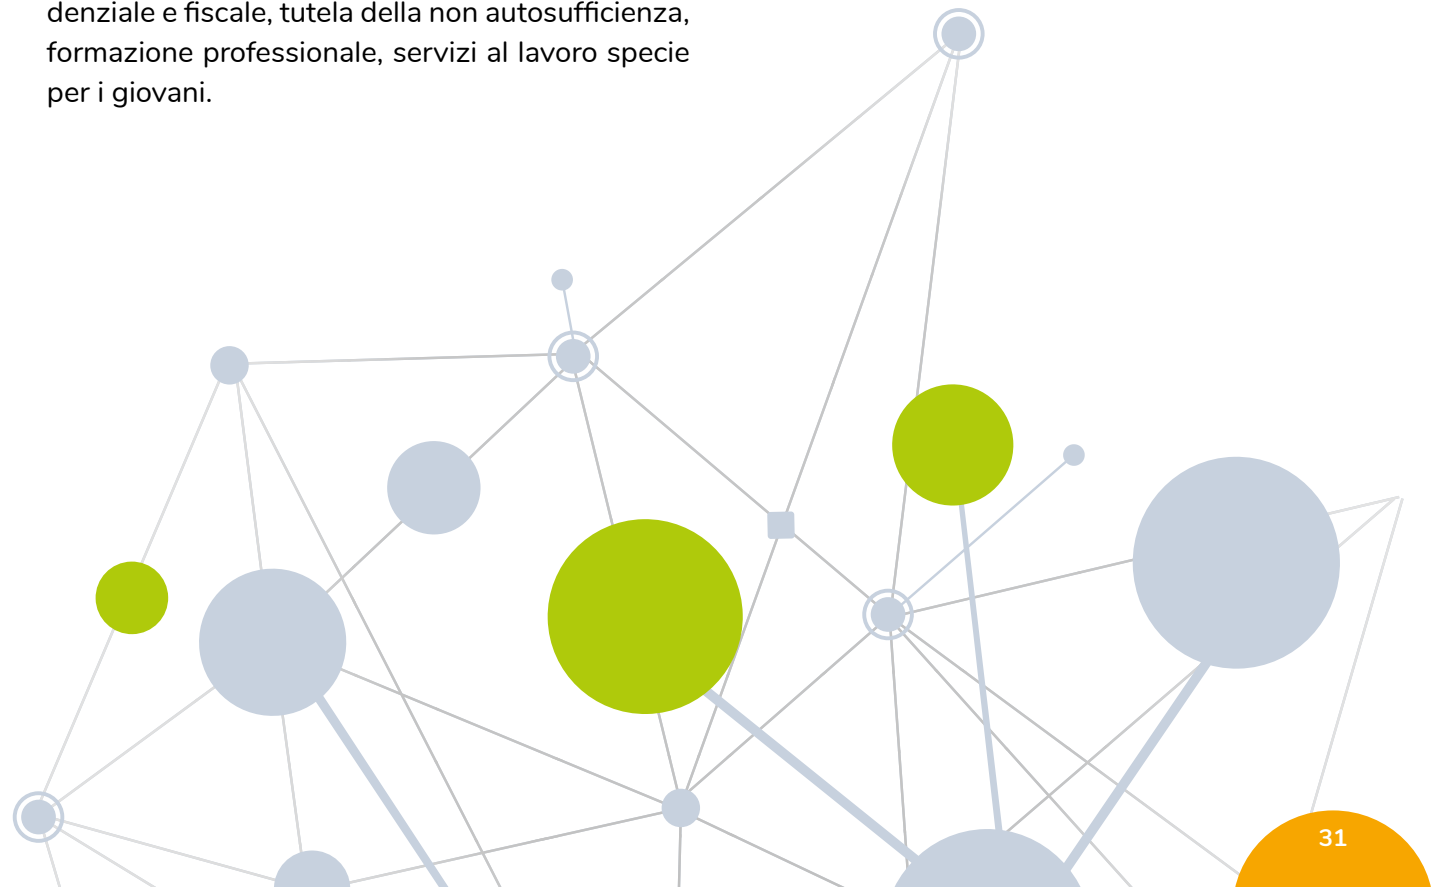 denziale e fiscale, tutela della non autosufficienza,
formazione professionale, servizi al lavoro specie
per i giovani.
31